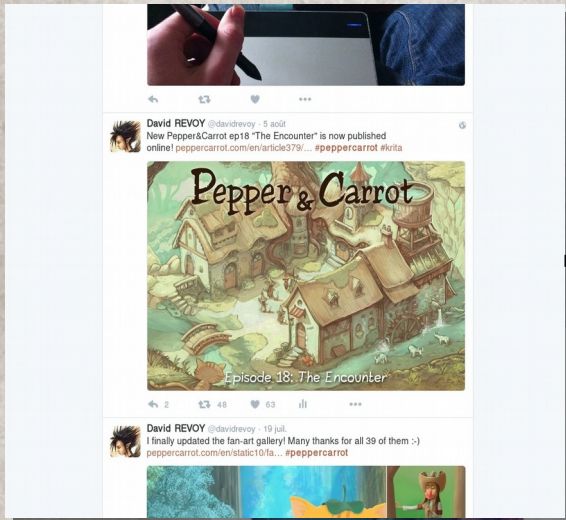 David REVOY @davidrevoy · 5 août
New Pepper&Carrot ep18 "The Encounter" is now published
online! peppercarrot.com/en/article379/... #peppercarrot #krita
Pepper & Carrot
Episode 18: The Encounter
2 48 63
David REVOY @davidrevoy · 19 juil.
I finally updated the fan-art gallery! Many thanks for all 39 of them :-)
peppercarrot.com/en/static10/fa... #peppercarrot